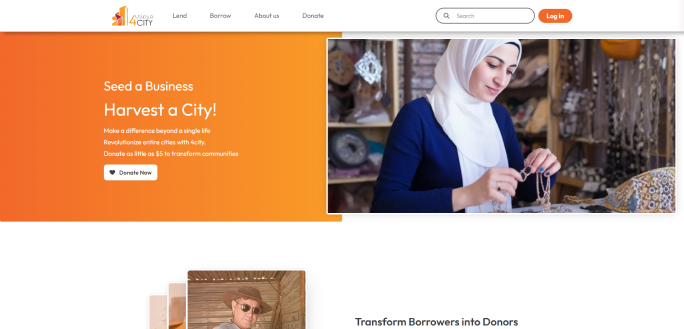 4CITY
Lend
Borrow
About us
Donate
Search
Log in
Seed a Business
Harvest a City!
Make a difference beyond a single life
Revolutionize entire cities with 4city.
Donate as little as $5 to transform communities
Donate Now
Transform Borrowers into Donors